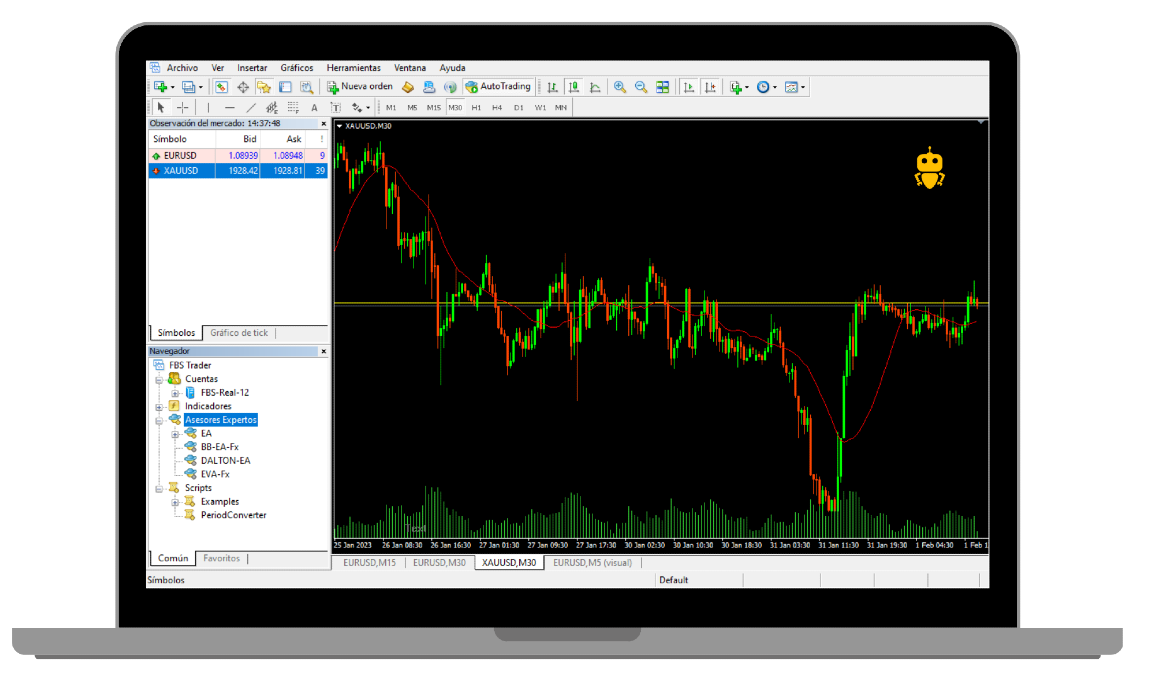 Archivo Ver Insertar Gráficos Herramientas Ventana Ayuda
Nueva orden AutoTrading
A T M1 M5 M15 M30 H1 H4 D1 W1 MN
Observación del mercado: 14:37:48
Símbolo Bid Ask !
EURUSD 1.08939 1.08948 9
XAUUSD 1928.42 1928.81 39
Símbolos Gráfico de tick
Navegador
FBS Trader
Cuentas
FBS-Real-12
Indicadores
Asesores Expertos
EA
BB-EA-Fx
DALTON-EA
EVA-Fx
Scripts
Examples
PeriodConverter
Común Favoritos
XAUUSD,M30
Text
25 Jan 2023 26 Jan 08:30 26 Jan 16:30 27 Jan 01:30 27 Jan 09:30 27 Jan 17:30 30 Jan 02:30 30 Jan 10:30 30 Jan 18:30 31 Jan 03:30 31 Jan 11:30 31 Jan 19:30 1 Feb 04:30 1 Feb 1
EURUSD,M15 EURUSD,M30 XAUUSD,M30 EURUSD,M5 (visual)
Símbolos Default